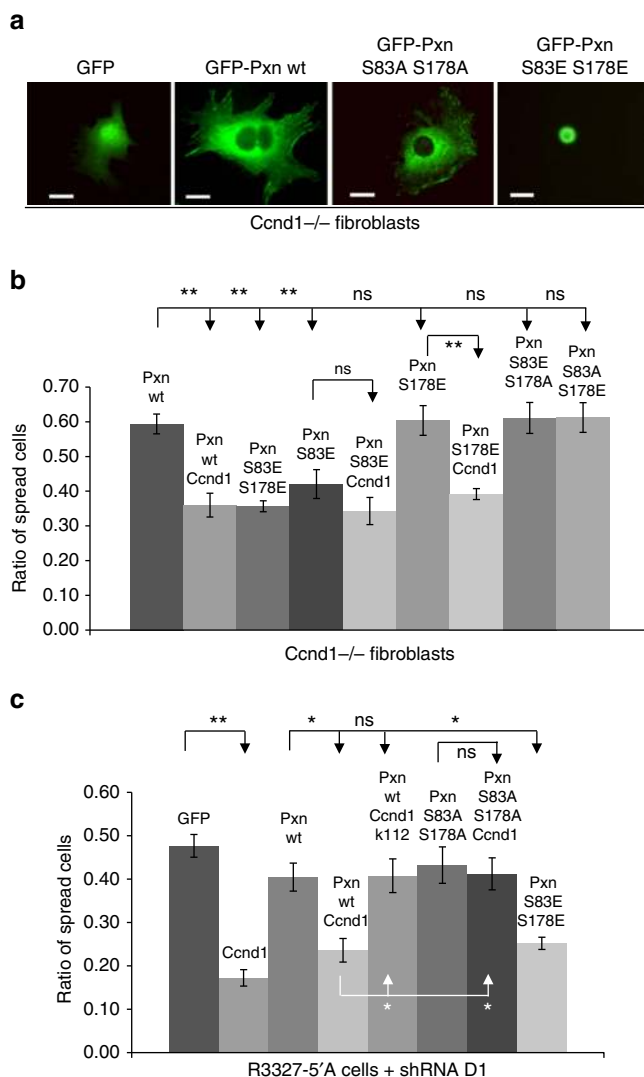 a
GFP
GFP-Pxn wt
GFP-Pxn
S83A S178A
GFP-Pxn
S83E S178E
Ccnd1–/– fibroblasts
b
**
**
**
ns
ns
ns
ns
**
Ratio of spread cells
0.70
0.60
0.50
0.40
0.30
0.20
0.10
0.00
Pxn
wt
Pxn
wt
Ccnd1
Pxn
S83E
S178E
Pxn
S83E
Pxn
S83E
Ccnd1
Pxn
S178E
Pxn
S178E
Ccnd1
Pxn
S83E
S178A
Pxn
S83A
S178E
Ccnd1–/– fibroblasts
c
**
*
ns
*
ns
Ratio of spread cells
0.60
0.50
0.40
0.30
0.20
0.10
0.00
GFP
Ccnd1
Pxn
wt
Pxn
wt
Ccnd1
Pxn
wt
Ccnd1
k112
Pxn
S83A
S178A
Pxn
S83A
S178A
Ccnd1
Pxn
S83E
S178E
*
*
R3327-5′A cells + shRNA D1